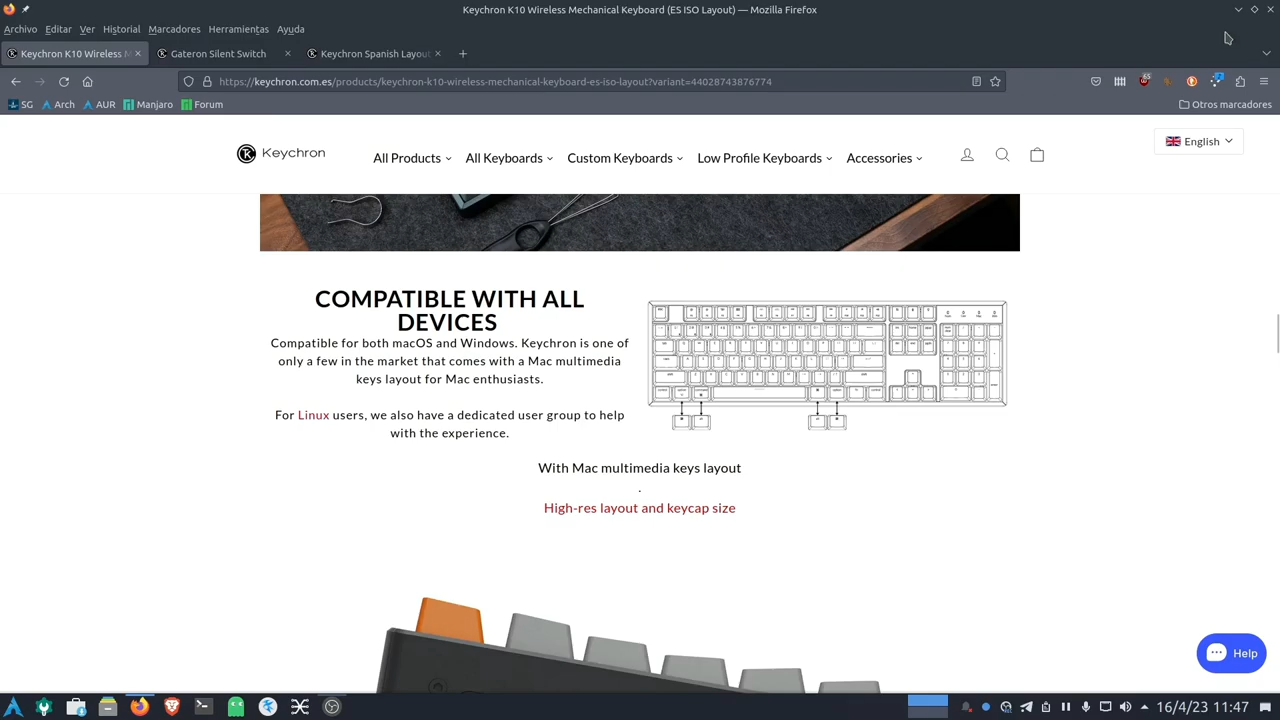 Keychron K10 Wireless Mechanical Keyboard (ES ISO Layout) — Mozilla Firefox
Archivo Editar Ver Historial Marcadores Herramientas Ayuda
Keychron K10 Wireless M
Gateron Silent Switch
Keychron Spanish Layout
https://keychron.com.es/products/keychron-k10-wireless-mechanical-keyboard-es-iso-layout?variant=44028743876774
SG Arch AUR Manjaro Forum Otros marcadores
Keychron
All Products All Keyboards Custom Keyboards Low Profile Keyboards Accessories
English
COMPATIBLE WITH ALL
DEVICES
Compatible for both macOS and Windows. Keychron is one of
only a few in the market that comes with a Mac multimedia
keys layout for Mac enthusiasts.
For Linux users, we also have a dedicated user group to help
with the experience.
With Mac multimedia keys layout
.
High-res layout and keycap size
Help
16/4/23 11:47